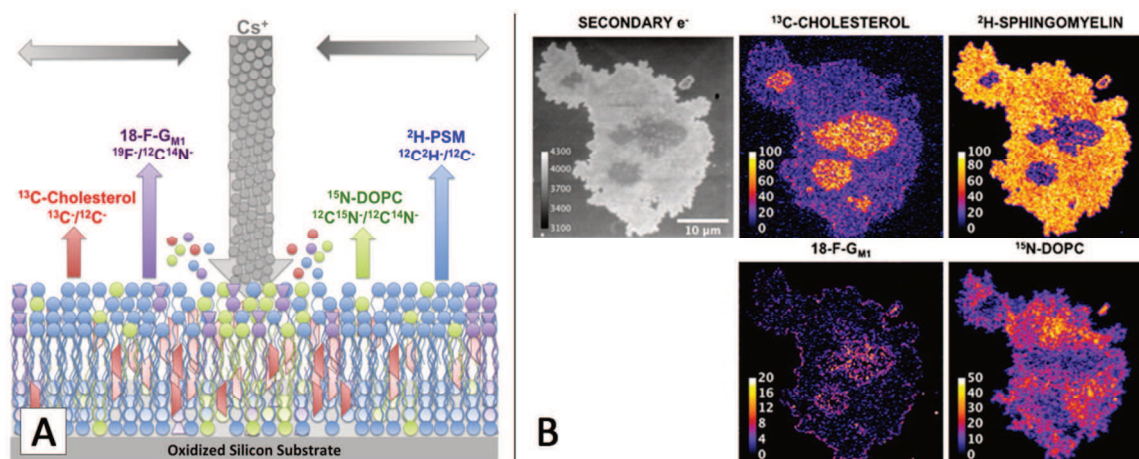 Cs⁺
18-F-G_M1
¹⁹F⁻/¹²C¹⁴N⁻
²H-PSM
¹²C²H⁻/¹²C⁻
¹³C-Cholesterol
¹³C⁻/¹²C⁻
¹⁵N-DOPC
¹²C¹⁵N⁻/¹²C¹⁴N⁻
A
Oxidized Silicon Substrate
SECONDARY e⁻
¹³C-CHOLESTEROL
²H-SPHINGOMYELIN
4300
4000
3700
3400
3100
10 µm
100
80
60
40
20
0
100
80
60
40
20
0
18-F-G_M1
¹⁵N-DOPC
20
16
12
8
4
0
50
40
30
20
10
0
B